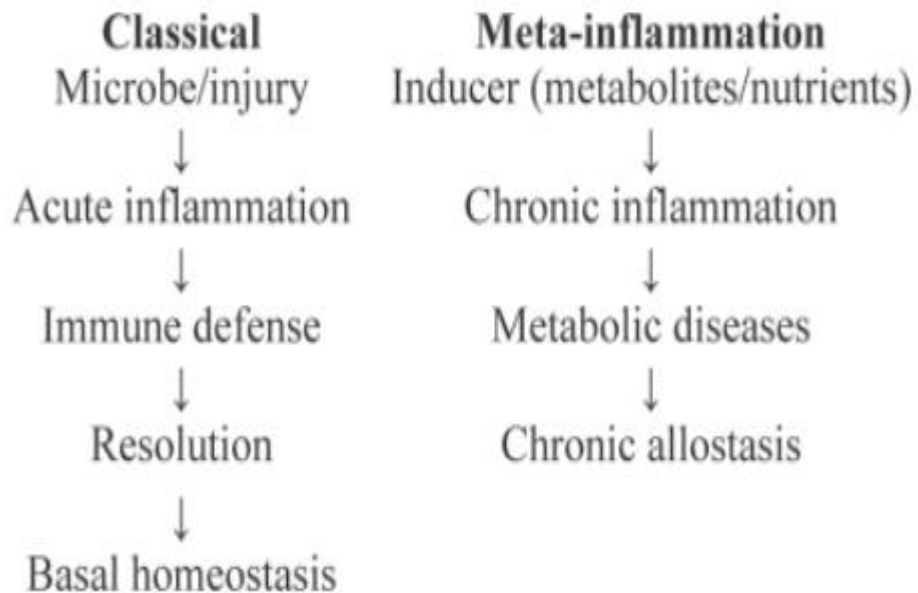 Classical
Microbe/injury
↓
Acute inflammation
↓
Immune defense
↓
Resolution
↓
Basal homeostasis
Meta-inflammation
Inducer (metabolites/nutrients)
↓
Chronic inflammation
↓
Metabolic diseases
↓
Chronic allostasis